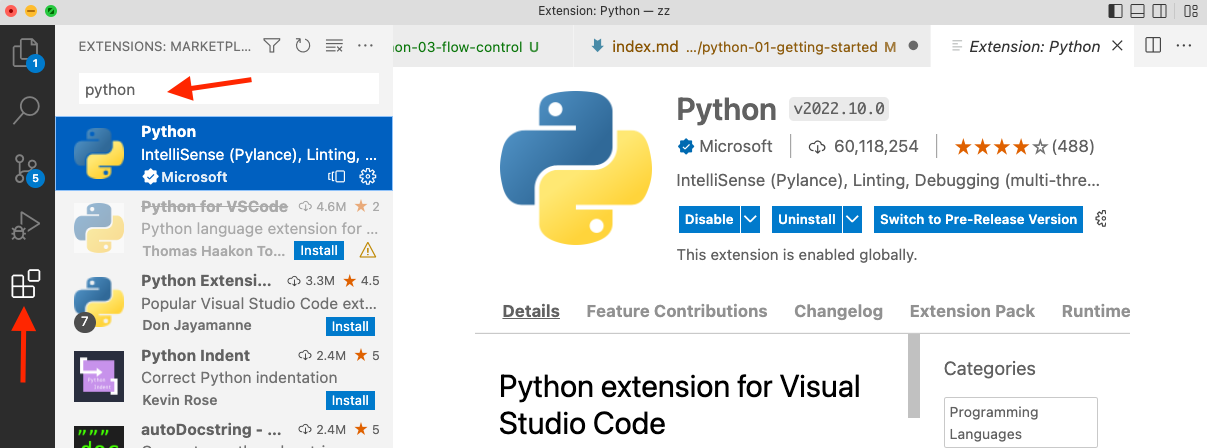 Extension: Python — zz
EXTENSIONS: MARKETPL...
on-03-flow-control U
index.md .../python-01-getting-started M
Extension: Python
1
5
python
Python
IntelliSense (Pylance), Linting, ...
Microsoft
Python for VSCode 4.6M 2
Python language extension for ...
Thomas Haakon To... Install
Python Extensi... 3.3M 4.5
Popular Visual Studio Code ext...
7
Don Jayamanne Install
Python Indent 2.4M 5
Correct Python indentation
Kevin Rose Install
Python
Indent
autoDocstring - ... 2.4M 5
"""
Python v2022.10.0
Microsoft 60,118,254 (488)
IntelliSense (Pylance), Linting, Debugging (multi-thre...
Disable Uninstall Switch to Pre-Release Version
This extension is enabled globally.
Details Feature Contributions Changelog Extension Pack Runtime
Python extension for Visual
Studio Code
Categories
Programming
Languages